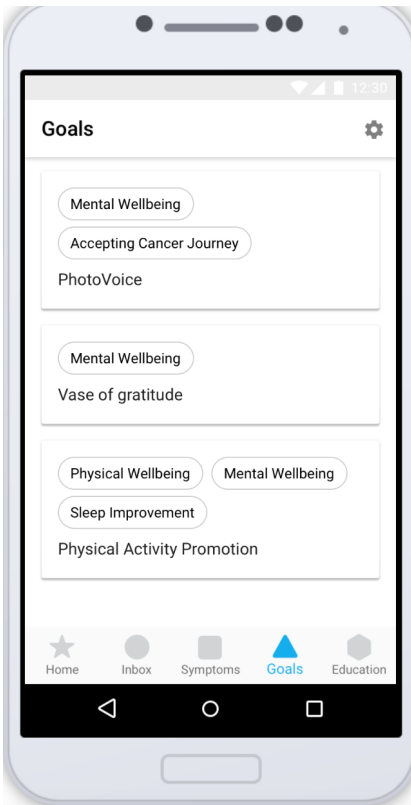 12:30
Goals
Mental Wellbeing
Accepting Cancer Journey
PhotoVoice
Mental Wellbeing
Vase of gratitude
Physical Wellbeing Mental Wellbeing
Sleep Improvement
Physical Activity Promotion
Home Inbox Symptoms Goals Education